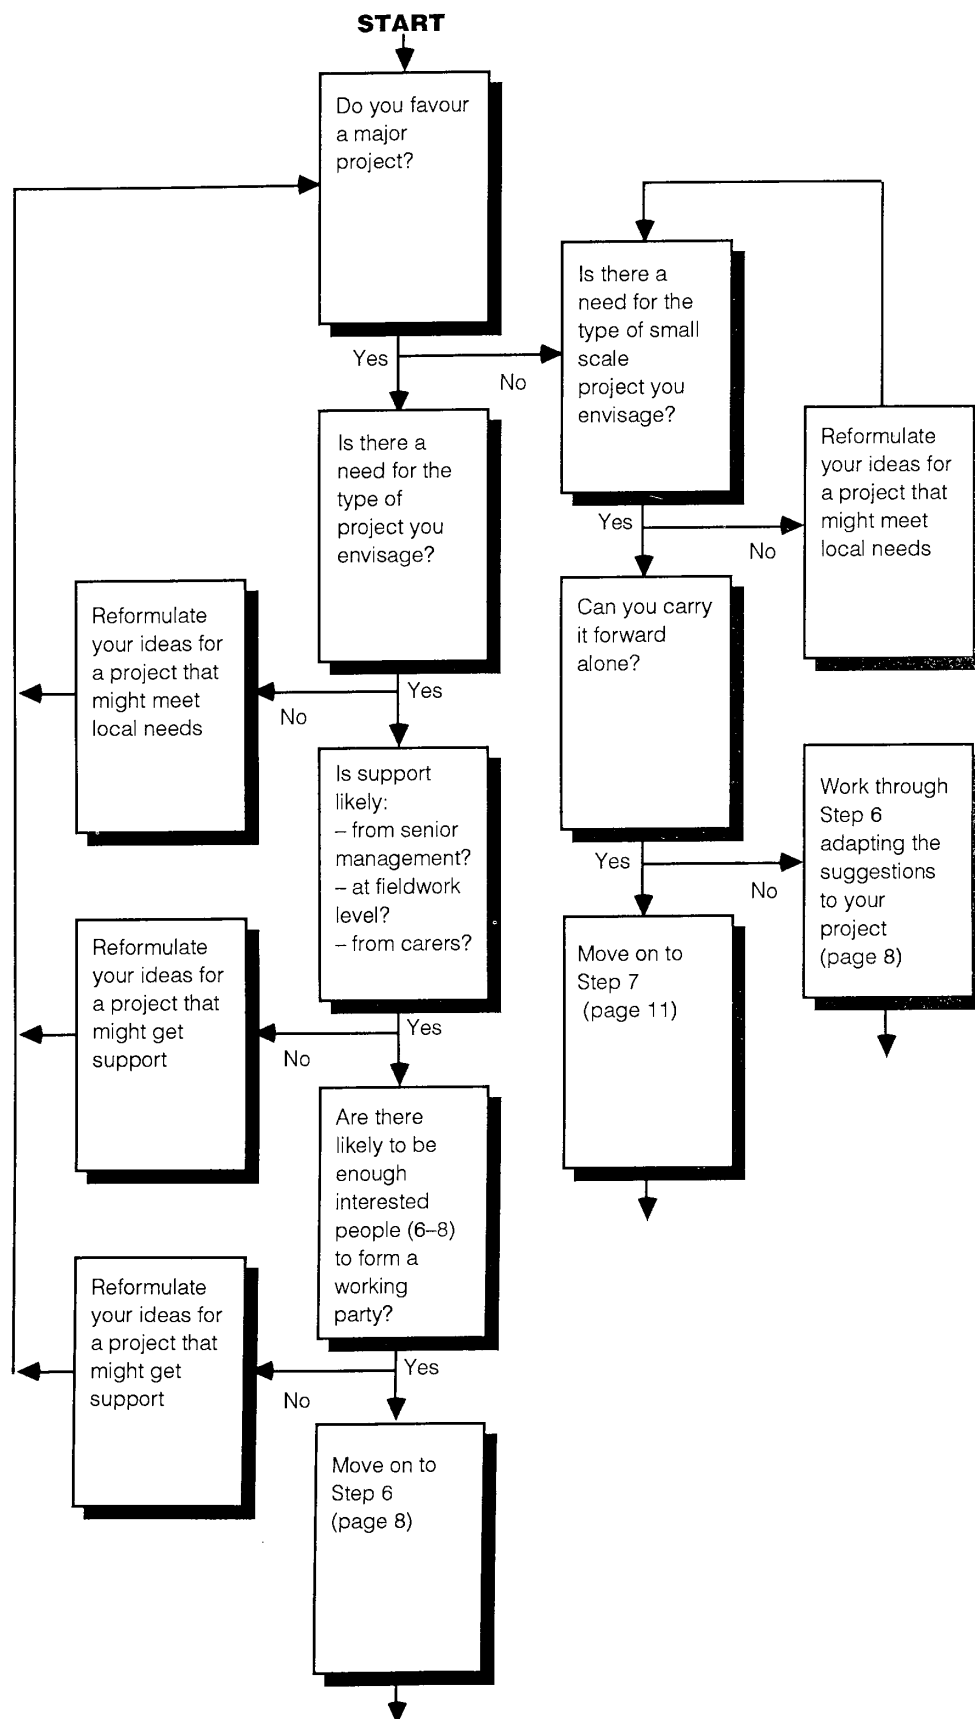 START
Do you favour
a major
project?
Yes
No
Is there a
need for the
type of small
scale
project you
envisage?
Yes
No
Reformulate
your ideas for
a project that
might meet
local needs
Can you carry
it forward
alone?
Yes
No
Work through
Step 6
adapting the
suggestions
to your
project
(page 8)
Move on to
Step 7
(page 11)
Is there a
need for the
type of
project you
envisage?
Yes
No
Reformulate
your ideas for
a project that
might meet
local needs
Is support
likely:
– from senior
management?
– at fieldwork
level?
– from carers?
Yes
No
Reformulate
your ideas for
a project that
might get
support
Are there
likely to be
enough
interested
people (6–8)
to form a
working
party?
Yes
No
Reformulate
your ideas for
a project that
might get
support
Move on to
Step 6
(page 8)